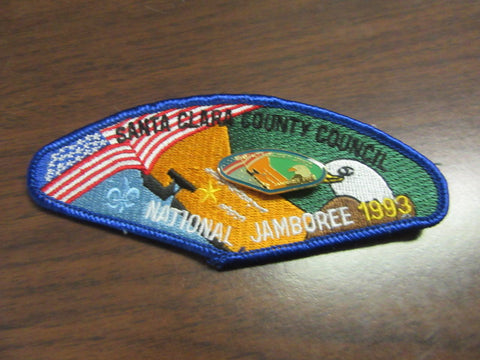 SANTA CLARA COUNTY COUNCIL
NATIONAL JAMBOREE 1993